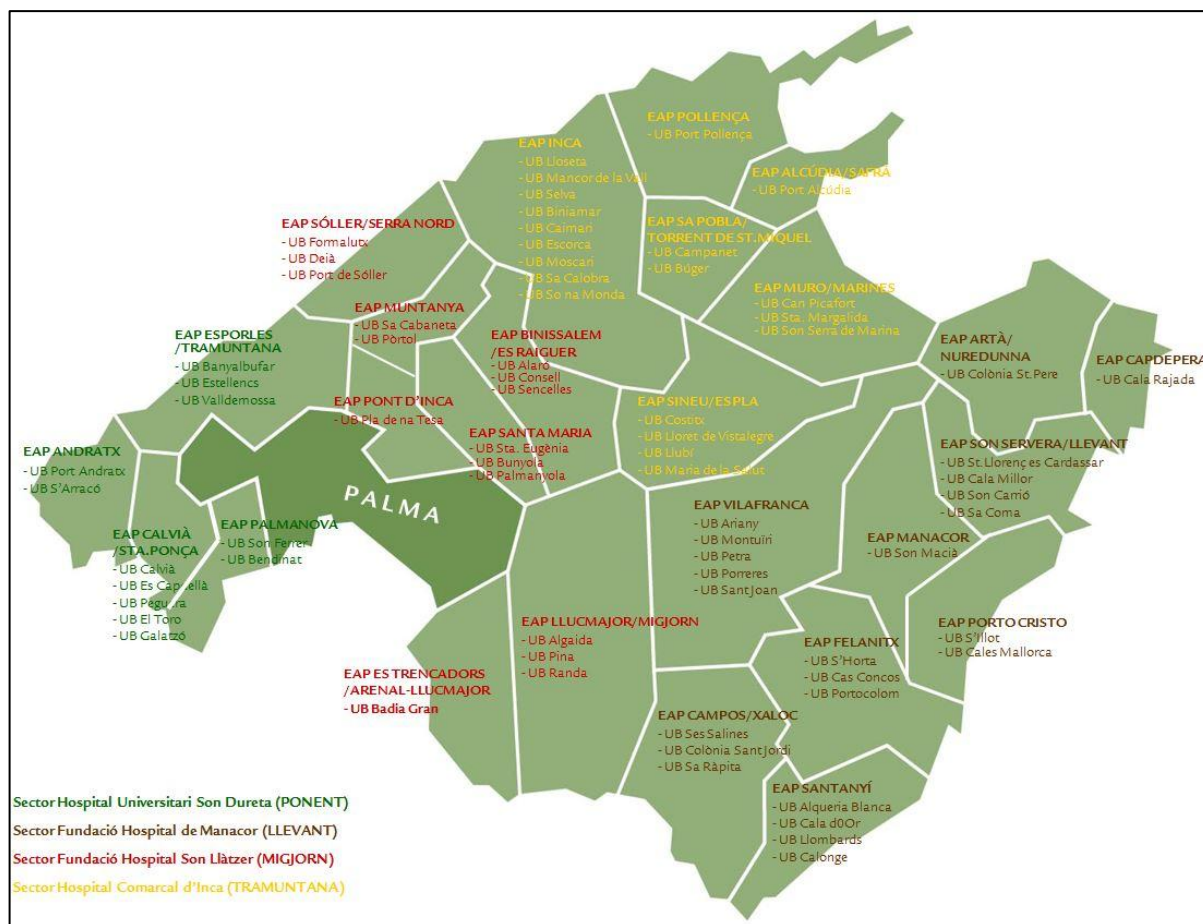 EAP POLLENÇA
- UB Port Pollença
EAP INCA
- UB Lloseta
- UB Mancor de la Vall
- UB Selva
- UB Biniamar
- UB Caimari
- UB Escorca
- UB Moscari
- UB Sa Calobra
- UB So na Monda
EAP ALCÚDIA/SAFRÀ
- UB Port Alcúdia
EAP SÓLLER/SERRA NORD
- UB Fornalutx
- UB Deià
- UB Port de Sóller
EAP SA POBLA/
TORRENT DE ST.MIQUEL
- UB Campanet
- UB Búger
EAP MURO/MARINES
- UB Can Picafort
- UB Sta. Margalida
- UB Son Serra de Marina
EAP MUNTANYA
- UB Sa Cabaneta
- UB Pòrtol
EAP ESPORLES
/TRAMUNTANA
- UB Banyalbufar
- UB Estellencs
- UB Valldemossa
EAP BINISSALEM
/ES RAIGUER
- UB Alaró
- UB Consell
- UB Sencelles
EAP ARTÀ/
NUREDUNNA
- UB Colònia St.Pere
EAP CAPDEPERA
- UB Cala Rajada
EAP PONT D'INCA
- UB Pla de na Tesa
EAP SINEU/ES PLA
- UB Costitx
- UB Lloret de Vistalegre
- UB Llubí
- UB Maria de la Salut
EAP SANTA MARIA
- UB Sta. Eugènia
- UB Bunyola
- UB Palmanyola
EAP SON SERVERA/LLEVANT
- UB St.Llorenç es Cardassar
- UB Cala Millor
- UB Son Carrió
- UB Sa Coma
EAP ANDRATX
- UB Port Andratx
- UB S'Arracó
PALMA
EAP VILAFRANCA
- UB Ariany
- UB Montuïri
- UB Petra
- UB Porreres
- UB Sant Joan
EAP PALMANOVA
- UB Son Ferrer
- UB Bendinat
EAP CALVIÀ
/STA.PONÇA
- UB Calvià
- UB Es Capdellà
- UB Peguera
- UB El Toro
- UB Galatzó
EAP MANACOR
- UB Son Macià
EAP LLUCMAJOR/MIGJORN
- UB Algaida
- UB Pina
- UB Randa
EAP PORTO CRISTO
- UB S'Illot
- UB Cales Mallorca
EAP FELANITX
- UB S'Horta
- UB Cas Concos
- UB Portocolom
EAP ES TRENCADORS
/ARENAL-LLUCMAJOR
- UB Badia Gran
EAP CAMPOS/XALOC
- UB Ses Salines
- UB Colònia Sant Jordi
- UB Sa Ràpita
EAP SANTANYÍ
- UB Alqueria Blanca
- UB Cala d0Or
- UB Llombards
- UB Calonge
Sector Hospital Universitari Son Dureta (PONENT)
Sector Fundació Hospital de Manacor (LLEVANT)
Sector Fundació Hospital Son Llàtzer (MIGJORN)
Sector Hospital Comarcal d'Inca (TRAMUNTANA)